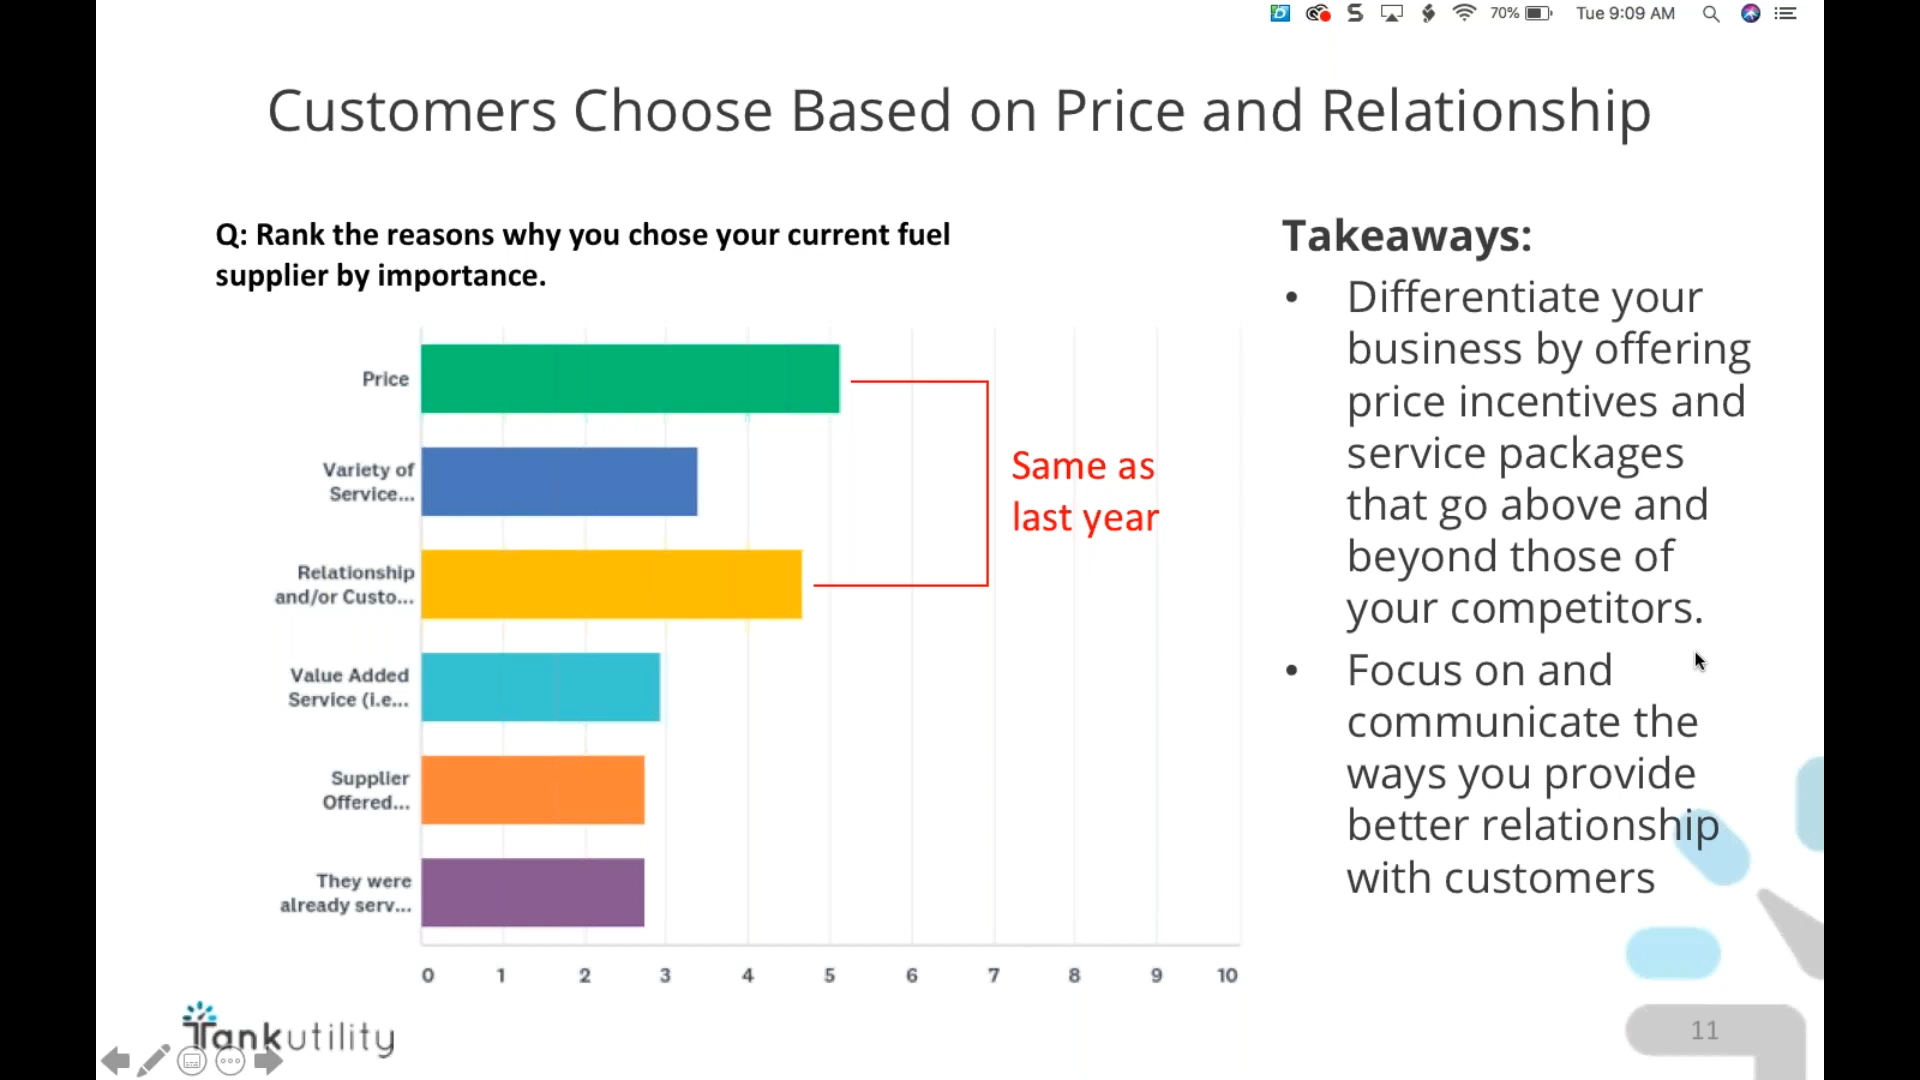 70% Tue 9:09 AM
Customers Choose Based on Price and Relationship
Q: Rank the reasons why you chose your current fuel
supplier by importance.
Price
Variety of
Service...
Relationship
and/or Custo...
Value Added
Service (i.e...
Supplier
Offered...
They were
already serv...
0 1 2 3 4 5 6 7 8 9 10
Same as
last year
Takeaways:
• Differentiate your
business by offering
price incentives and
service packages
that go above and
beyond those of
your competitors.
• Focus on and
communicate the
ways you provide
better relationship
with customers
Tankutility
11